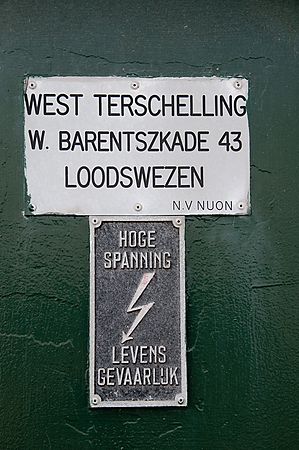 WEST TERSCHELLING
W. BARENTSZKADE 43
LOODSWEZEN
N.V NUON
HOGE
SPANNING
LEVENS
GEVAARLIJK